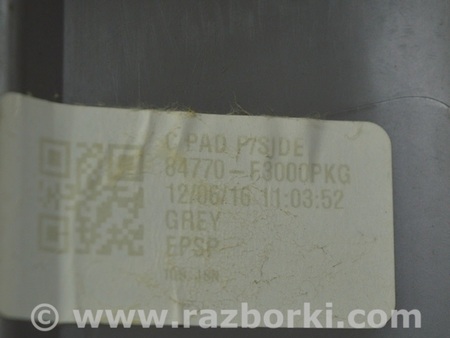 C/PAD P/SIDE
84770-F3000PKG
12/06/16 11:03:52
GREY
EPSP
© www.razborki.com